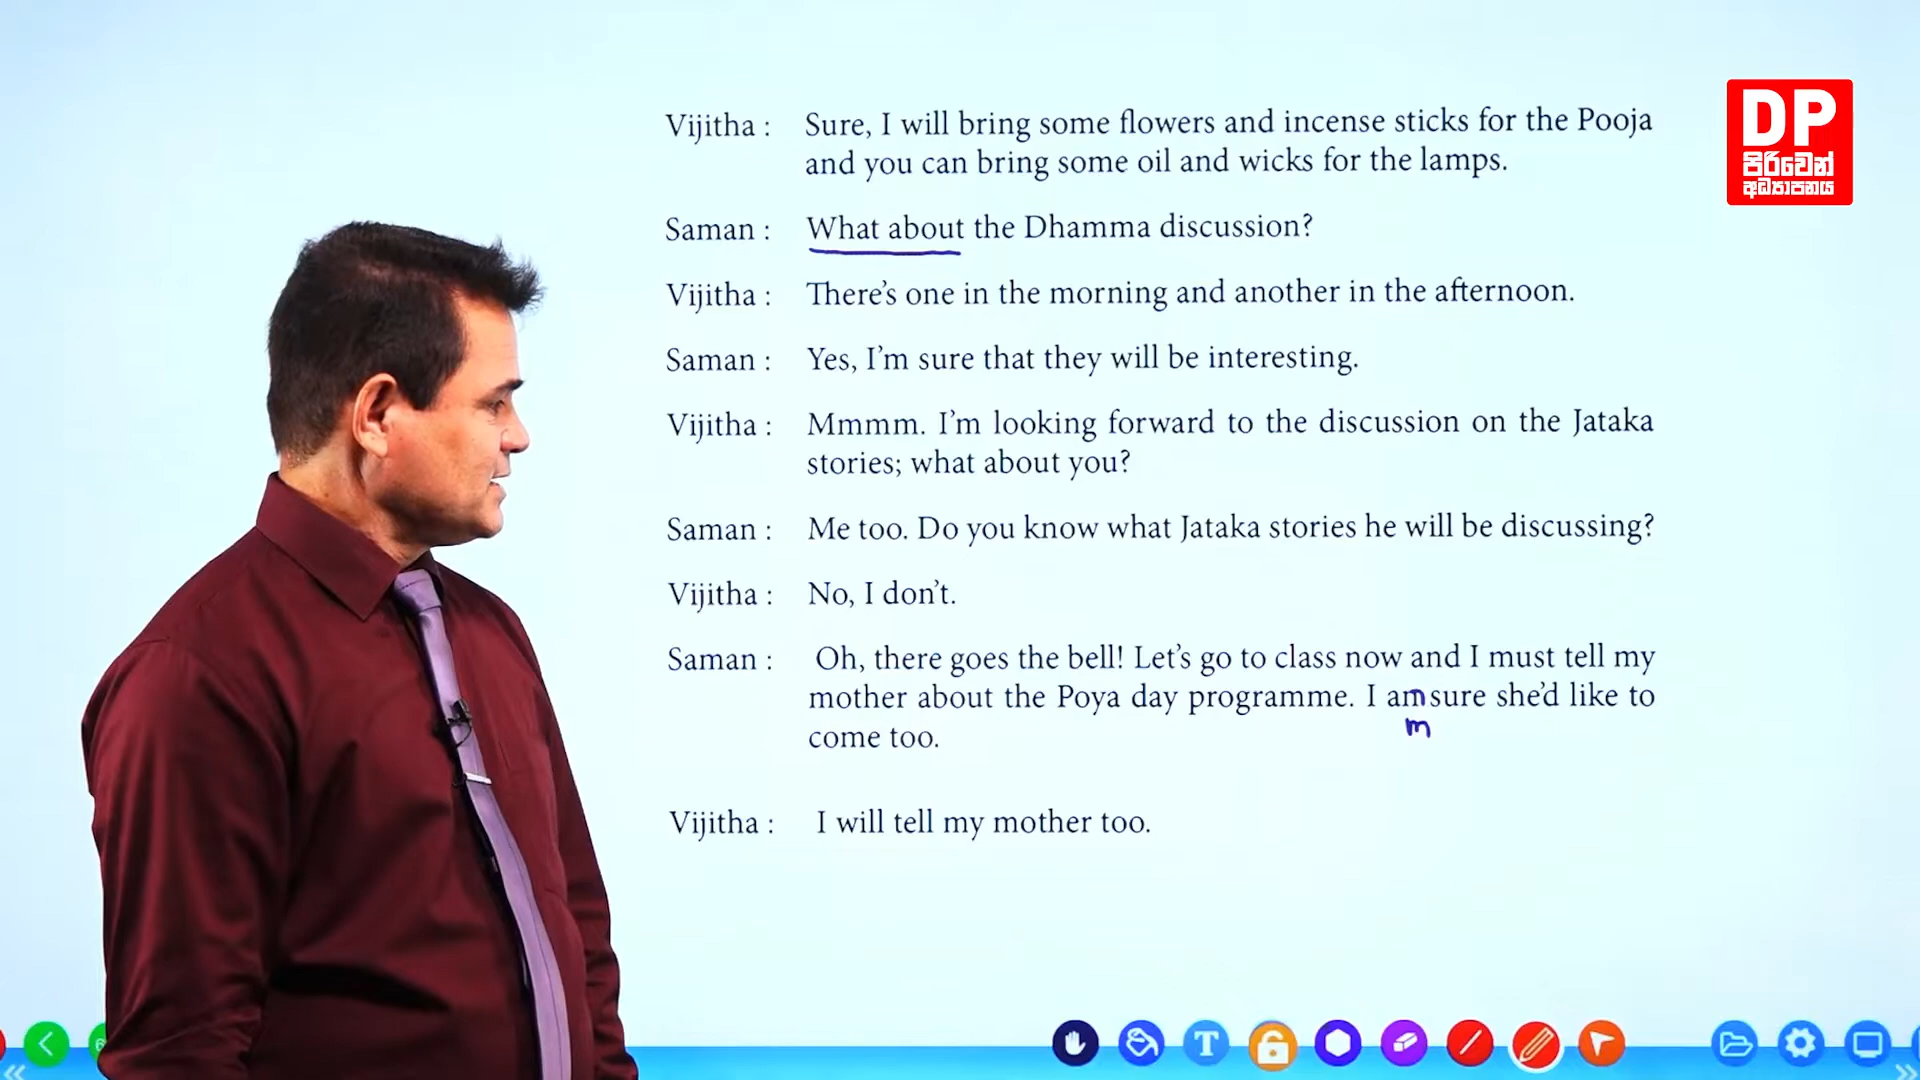 DP
පිරිවෙන්
අධ්‍යාපනය
Vijitha : Sure, I will bring some flowers and incense sticks for the Pooja
and you can bring some oil and wicks for the lamps.
Saman : What about the Dhamma discussion?
Vijitha : There's one in the morning and another in the afternoon.
Saman : Yes, I'm sure that they will be interesting.
Vijitha : Mmmm. I'm looking forward to the discussion on the Jataka
stories; what about you?
Saman : Me too. Do you know what Jataka stories he will be discussing?
Vijitha : No, I don't.
Saman : Oh, there goes the bell! Let's go to class now and I must tell my
mother about the Poya day programme. I am sure she'd like to
m
come too.
Vijitha : I will tell my mother too.
T